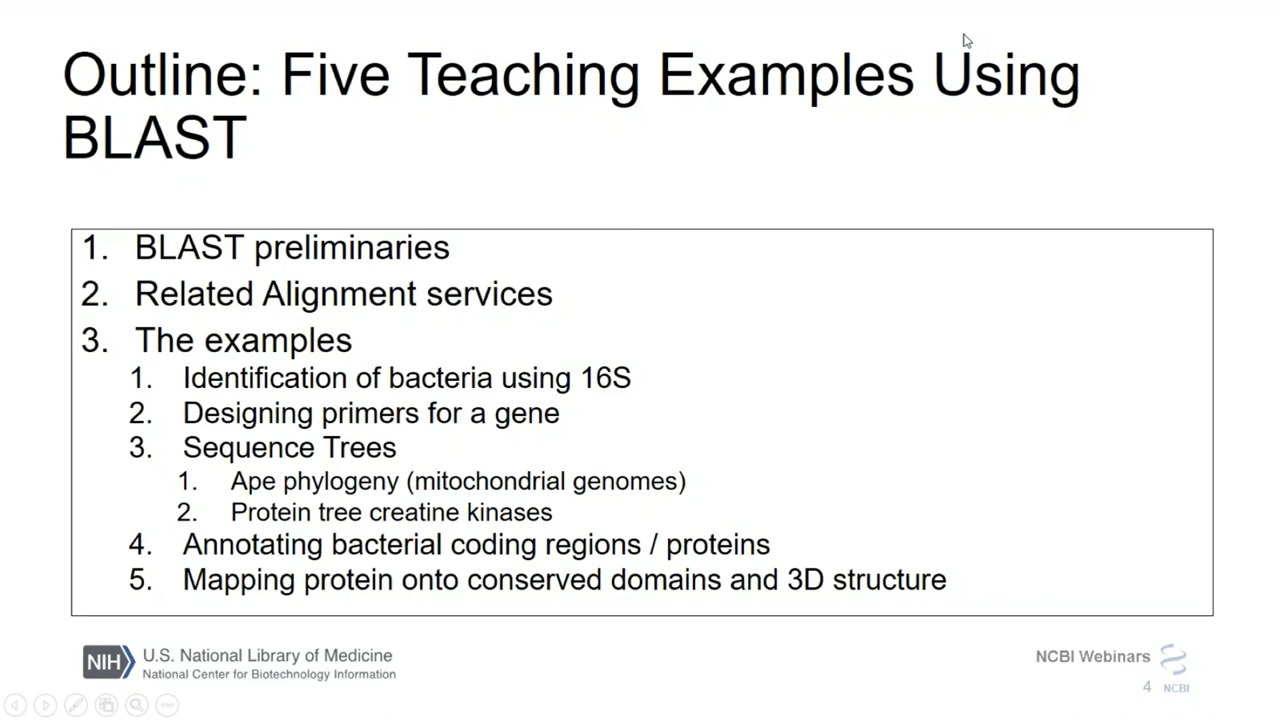 Outline: Five Teaching Examples Using
BLAST
1. BLAST preliminaries
2. Related Alignment services
3. The examples
1. Identification of bacteria using 16S
2. Designing primers for a gene
3. Sequence Trees
1. Ape phylogeny (mitochondrial genomes)
2. Protein tree creatine kinases
4. Annotating bacterial coding regions / proteins
5. Mapping protein onto conserved domains and 3D structure
NIH U.S. National Library of Medicine
National Center for Biotechnology Information
NCBI Webinars
4 NCBI